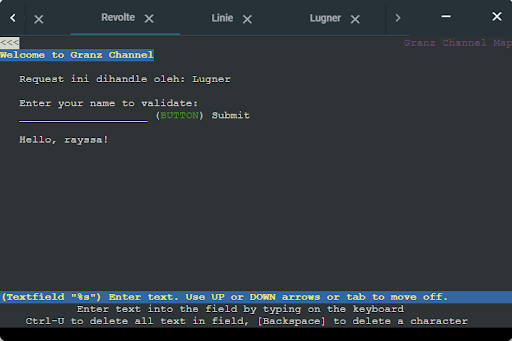 Revolte Linie Lugner
<<< Granz Channel Map
Welcome to Granz Channel
Request ini dihandle oleh: Lugner
Enter your name to validate:
(BUTTON) Submit
Hello, rayssa!
(Textfield "%s") Enter text. Use UP or DOWN arrows or tab to move off.
Enter text into the field by typing on the keyboard
Ctrl-U to delete all text in field, [Backspace] to delete a character